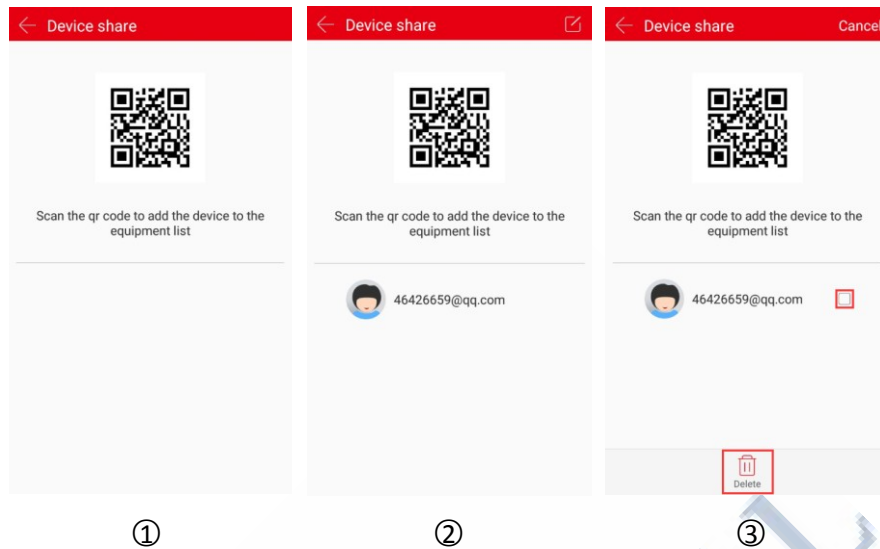 Device share
Scan the qr code to add the device to the
equipment list
①
Device share
Scan the qr code to add the device to the
equipment list
46426659@qq.com
②
Device share
Cancel
Scan the qr code to add the device to the
equipment list
46426659@qq.com
Delete
③